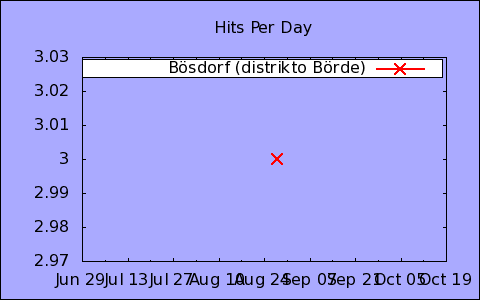 Hits Per Day
Bösdorf (distrikto Börde)
3.03
3.02
3.01
3
2.99
2.98
2.97
Jun 29 Jul 13 Jul 27 Aug 10 Aug 24 Sep 07 Sep 21 Oct 05 Oct 19